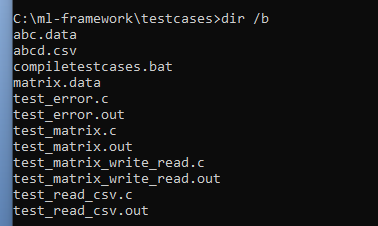 C:\ml-framework\testcases>dir /b
abc.data
abcd.csv
compiletestcases.bat
matrix.data
test_error.c
test_error.out
test_matrix.c
test_matrix.out
test_matrix_write_read.c
test_matrix_write_read.out
test_read_csv.c
test_read_csv.out